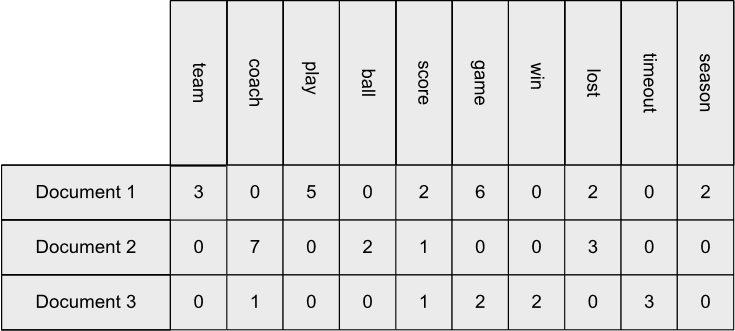 team coach play ball score game win lost timeout season
Document 1 3 0 5 0 2 6 0 2 0 2
Document 2 0 7 0 2 1 0 0 3 0 0
Document 3 0 1 0 0 1 2 2 0 3 0